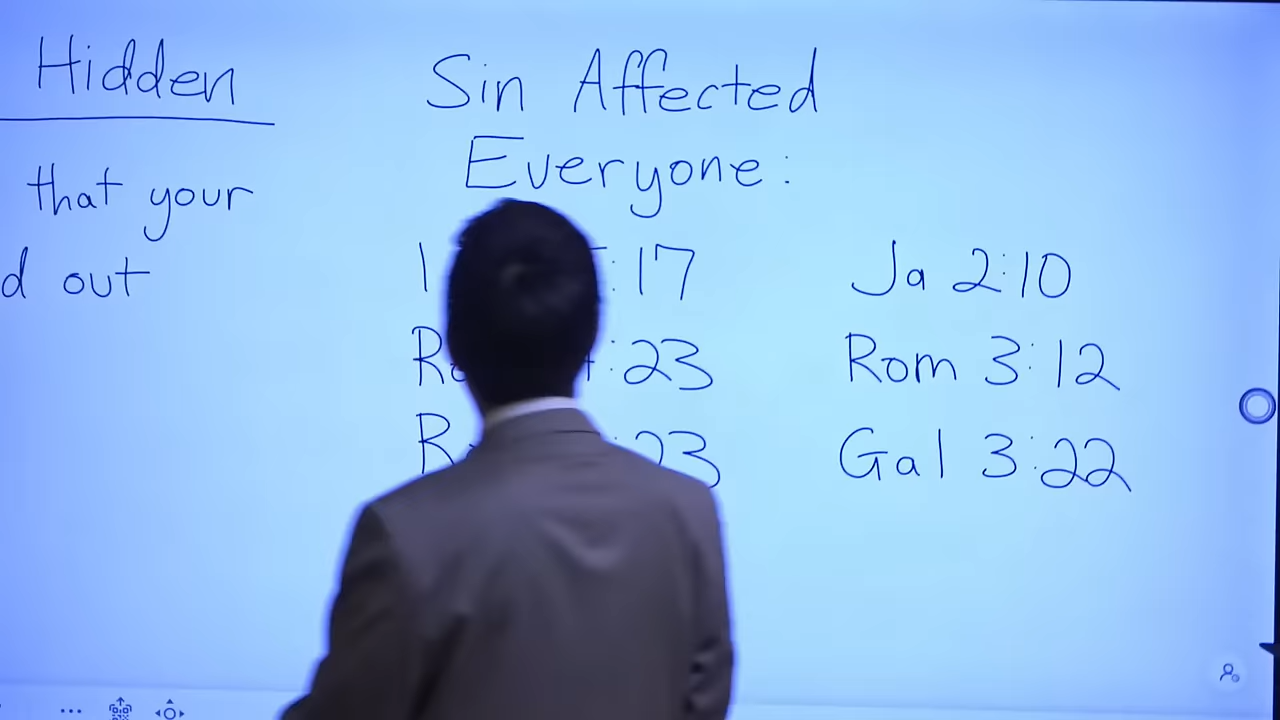 Hidden
that your
out
Sin Affected
Everyone:
:17
:23
:23
Ja 2:10
Rom 3:12
Gal 3:22